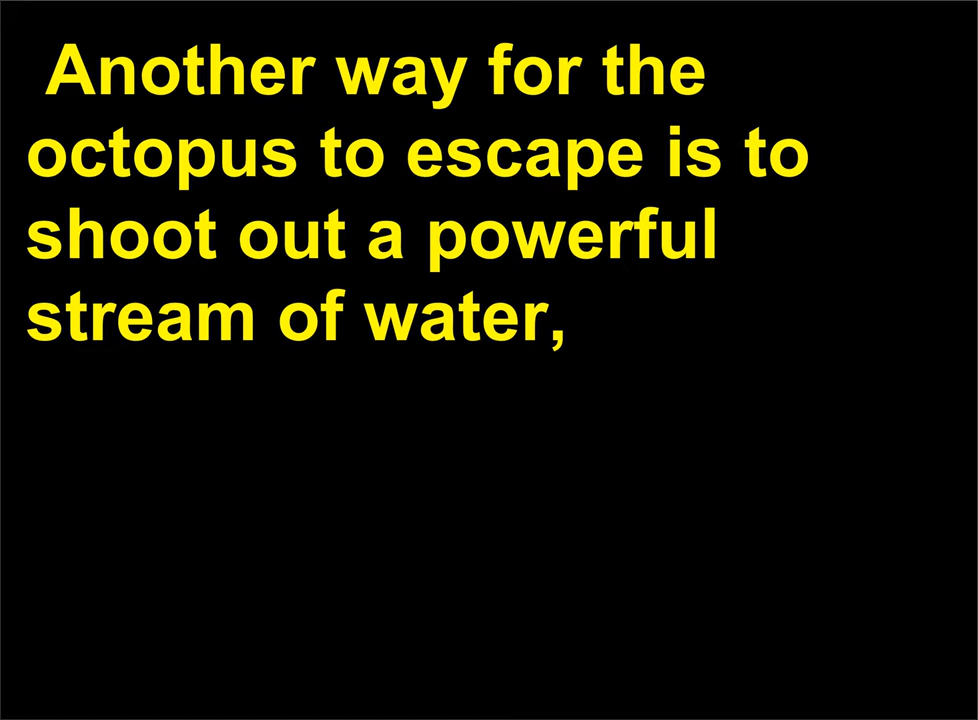 Another way for the
octopus to escape is to
shoot out a powerful
stream of water,